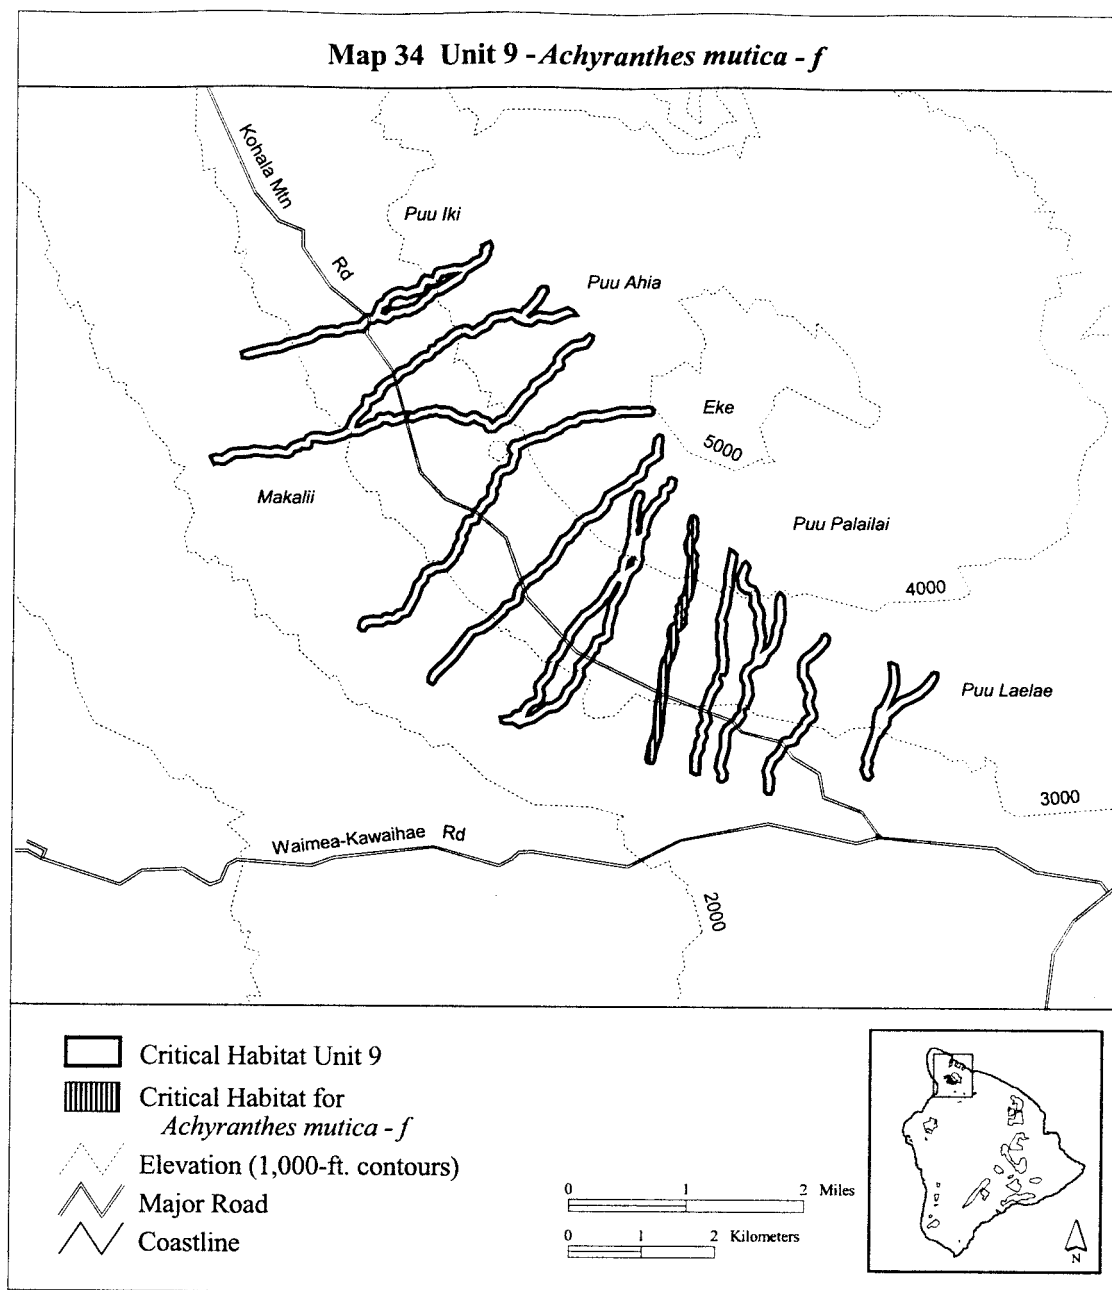 Map 34 Unit 9 - Achyranthes mutica - f
Kohala Mtn
Rd
Puu Iki
Puu Ahia
Eke
5000
Makalii
Puu Palailai
4000
Puu Laelae
3000
Waimea-Kawaihae Rd
2000
Critical Habitat Unit 9
Critical Habitat for
Achyranthes mutica - f
Elevation (1,000-ft. contours)
Major Road
Coastline
0 1 2 Miles
0 1 2 Kilometers
N